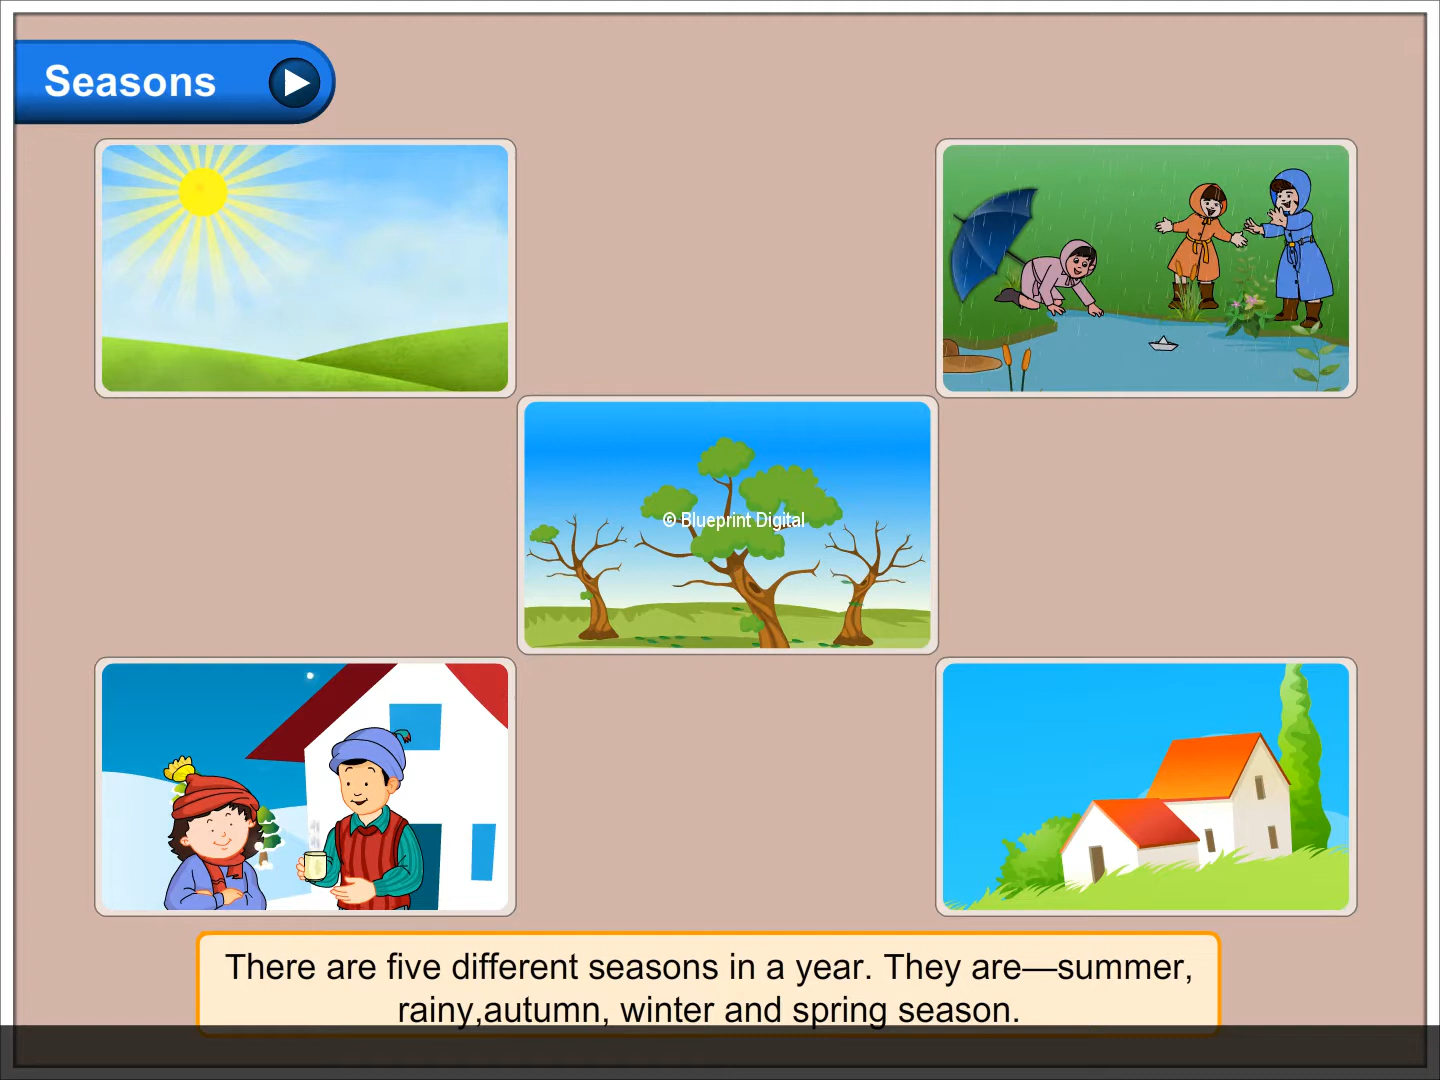 Seasons
© Blueprint Digital
There are five different seasons in a year. They are—summer,
rainy,autumn, winter and spring season.